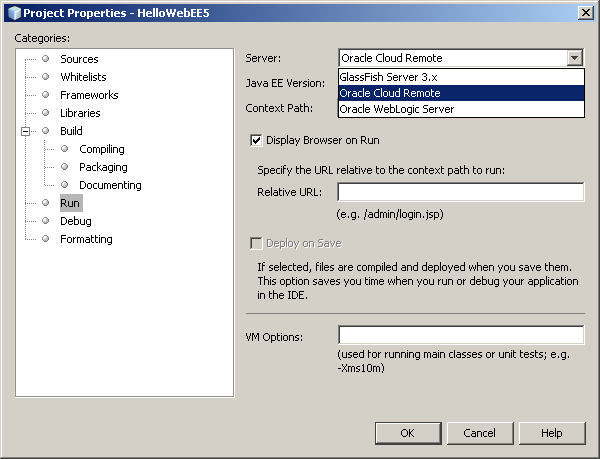 Project Properties - HelloWebEE5
Categories:
Sources
Whitelists
Frameworks
Libraries
Build
Compiling
Packaging
Documenting
Run
Debug
Formatting
Server: Oracle Cloud Remote
GlassFish Server 3.x
Java EE Version: Oracle Cloud Remote
Context Path: Oracle WebLogic Server
Display Browser on Run
Specify the URL relative to the context path to run:
Relative URL:
(e.g. /admin/login.jsp)
Deploy on Save
If selected, files are compiled and deployed when you save them.
This option saves you time when you run or debug your application
in the IDE.
VM Options:
(used for running main classes or unit tests; e.g.
-Xms10m)
OK Cancel Help